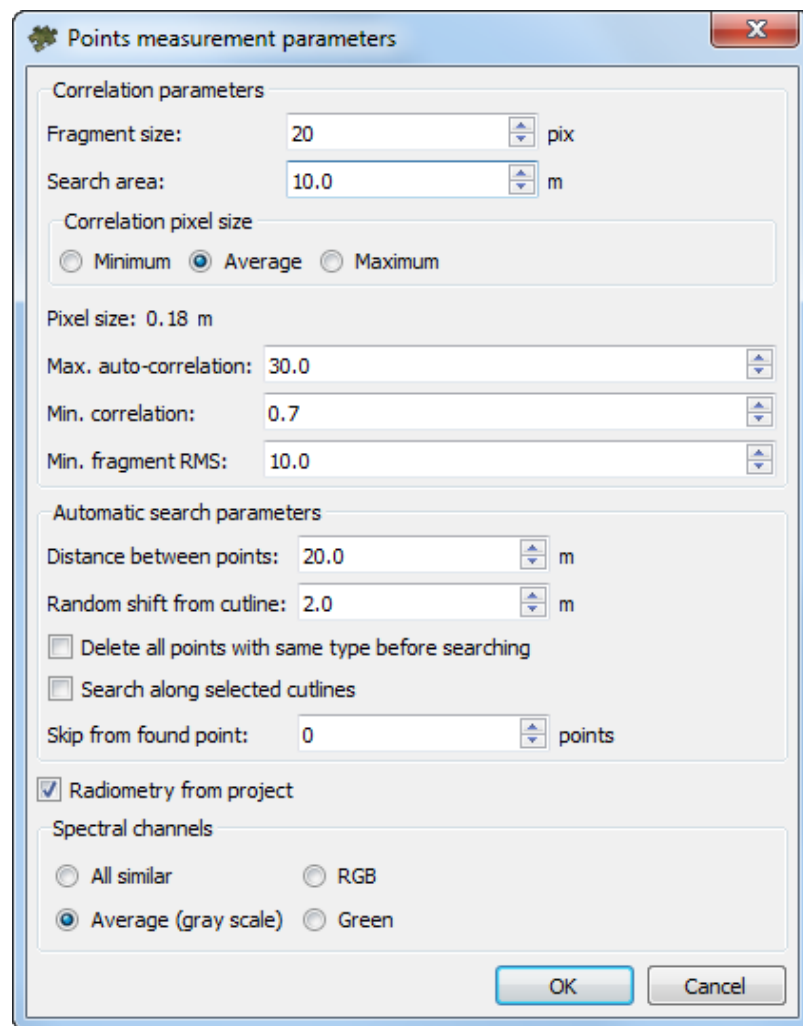 Points measurement parameters
Correlation parameters
Fragment size: 20 pix
Search area: 10.0 m
Correlation pixel size
Minimum Average Maximum
Pixel size: 0.18 m
Max. auto-correlation: 30.0
Min. correlation: 0.7
Min. fragment RMS: 10.0
Automatic search parameters
Distance between points: 20.0 m
Random shift from cutline: 2.0 m
Delete all points with same type before searching
Search along selected cutlines
Skip from found point: 0 points
Radiometry from project
Spectral channels
All similar RGB
Average (gray scale) Green
OK Cancel